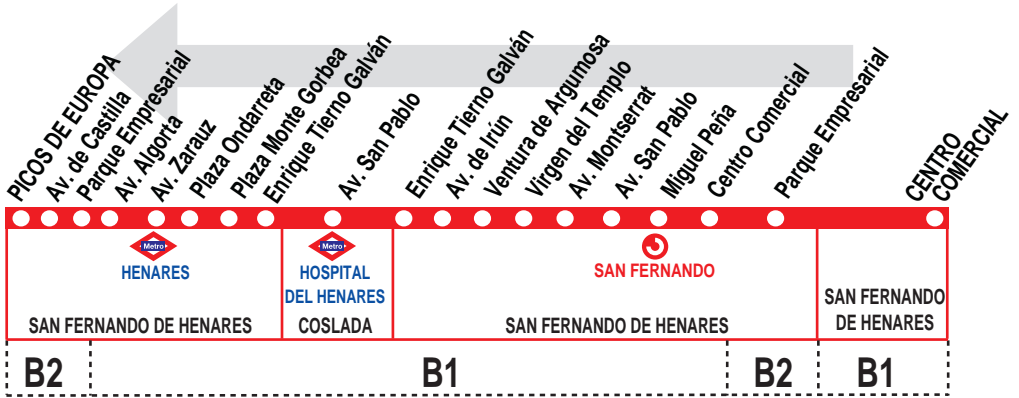 PICOS DE EUROPA
Av. de Castilla
Parque Empresarial
Av. Algorta
Av. Zarauz
Plaza Ondarreta
Plaza Monte Gorbea
Enrique Tierno Galván
Av. San Pablo
Enrique Tierno Galván
Av. de Irún
Ventura de Argumosa
Virgen del Templo
Av. Montserrat
Av. San Pablo
Miguel Peña
Centro Comercial
Parque Empresarial
CENTRO
COMERCIAL
Metro
HENARES
SAN FERNANDO DE HENARES
Metro
HOSPITAL
DEL HENARES
COSLADA
SAN FERNANDO
SAN FERNANDO DE HENARES
SAN FERNANDO
DE HENARES
B2
B1
B2
B1